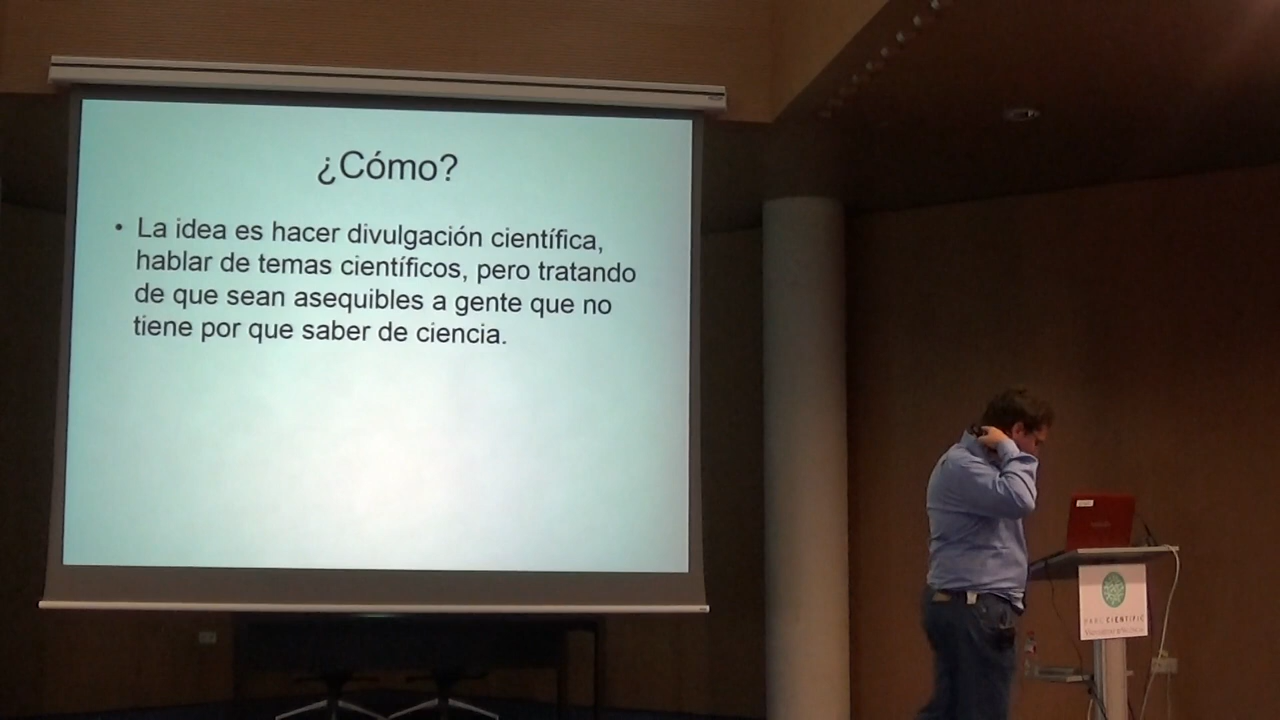 ¿Cómo?
• La idea es hacer divulgación científica,
hablar de temas científicos, pero tratando
de que sean asequibles a gente que no
tiene por que saber de ciencia.
PARC CIENTÍFIC